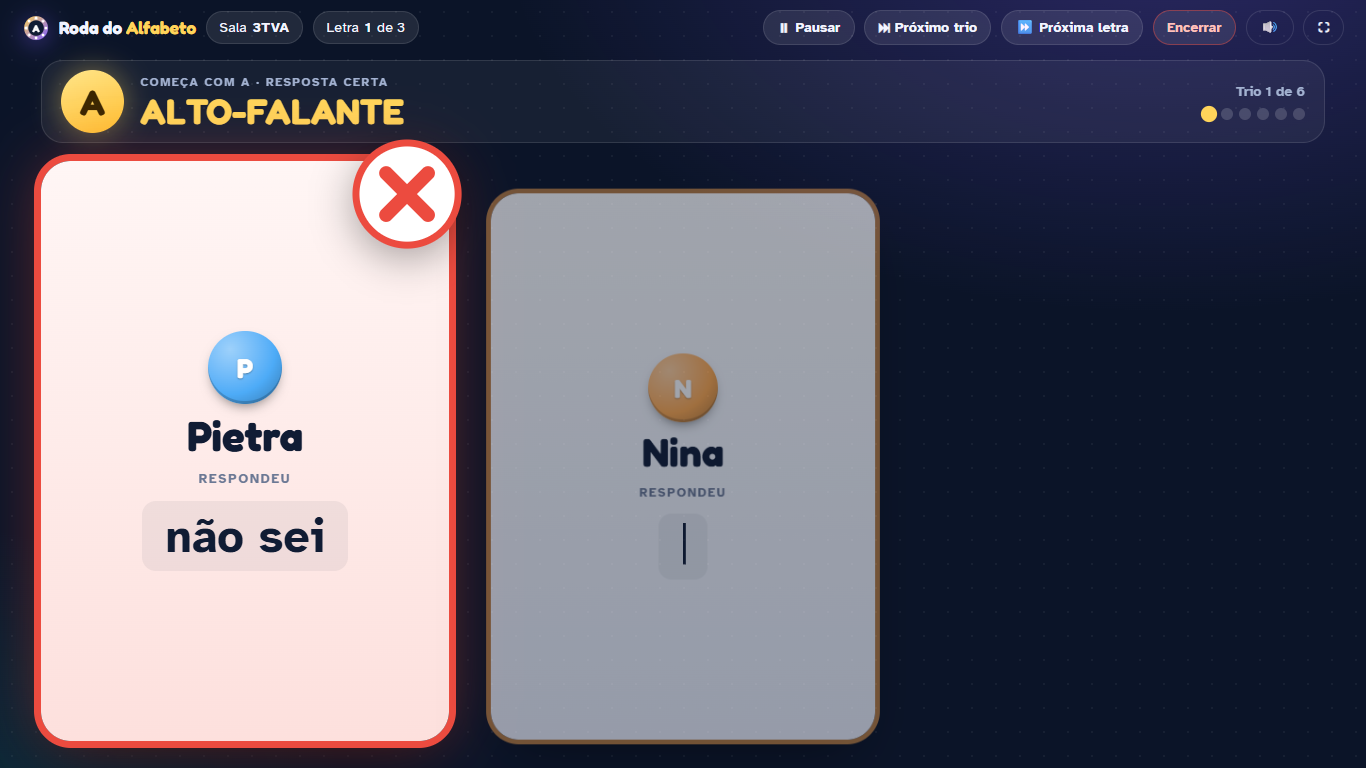 A Roda do Alfabeto
Sala 3TVA
Letra 1 de 3
Pausar
Próximo trio
Próxima letra
Encerrar
A
COMEÇA COM A · RESPOSTA CERTA
ALTO-FALANTE
Trio 1 de 6
P
Pietra
RESPONDEU
não sei
N
Nina
RESPONDEU